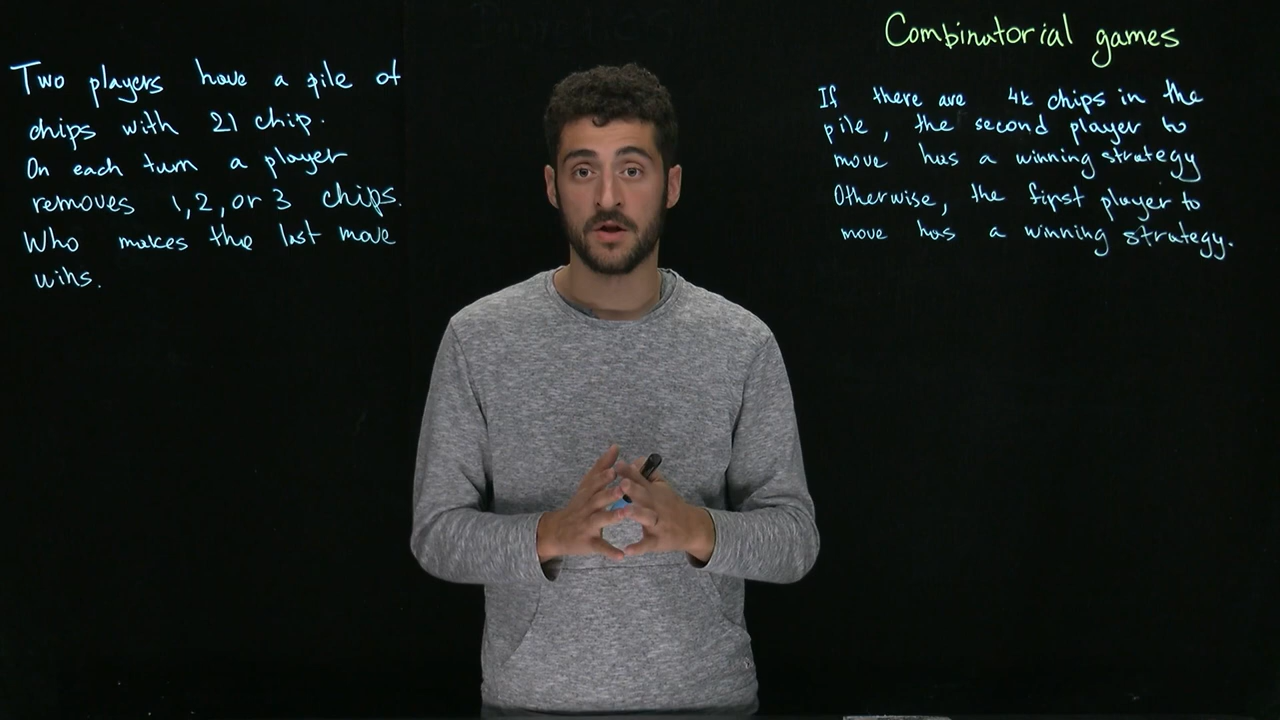 Two players have a pile of
chips with 21 chip.
On each turn a player
removes 1,2, or 3 chips.
Who makes the last move
wins.
Combinatorial games
If there are 4k chips in the
pile, the second player to
move has a winning strategy
Otherwise, the first player to
move has a winning strategy.